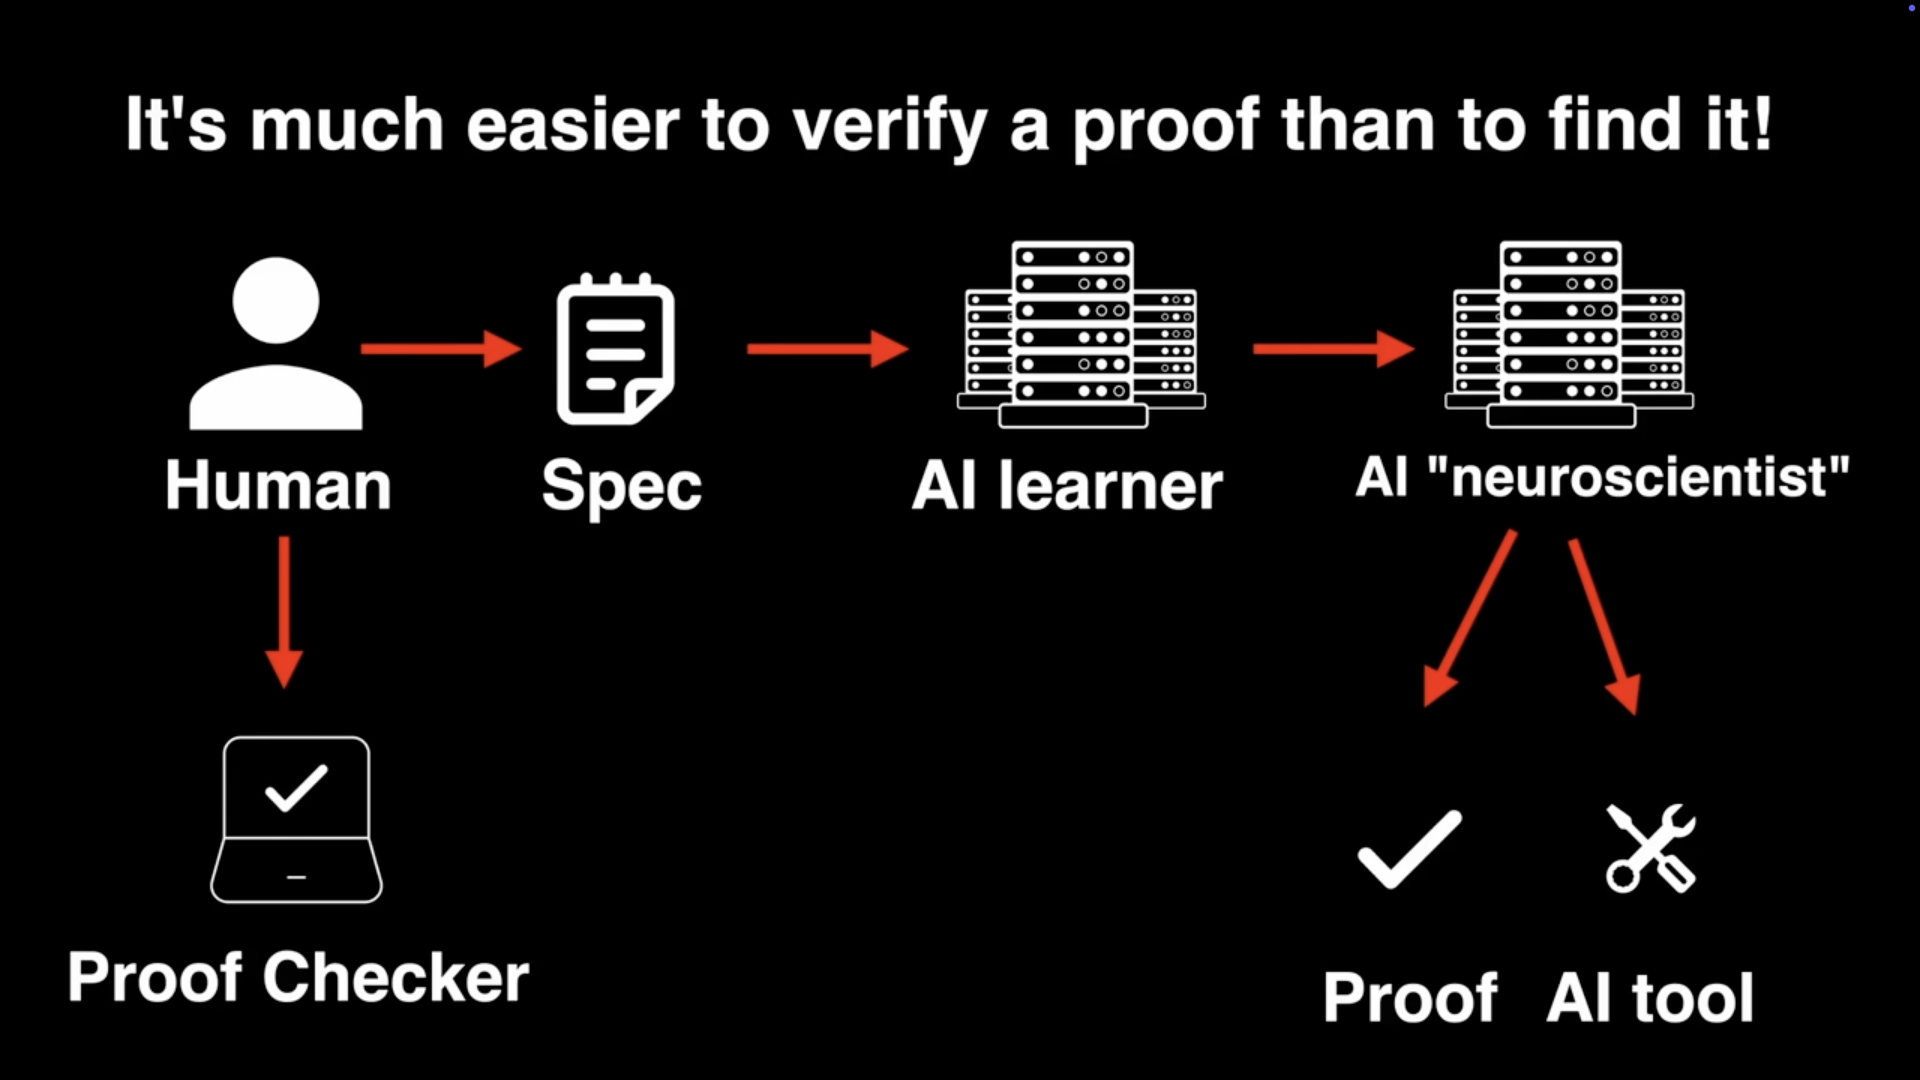 It's much easier to verify a proof than to find it!
Human
Spec
AI learner
AI "neuroscientist"
Proof Checker
Proof
AI tool